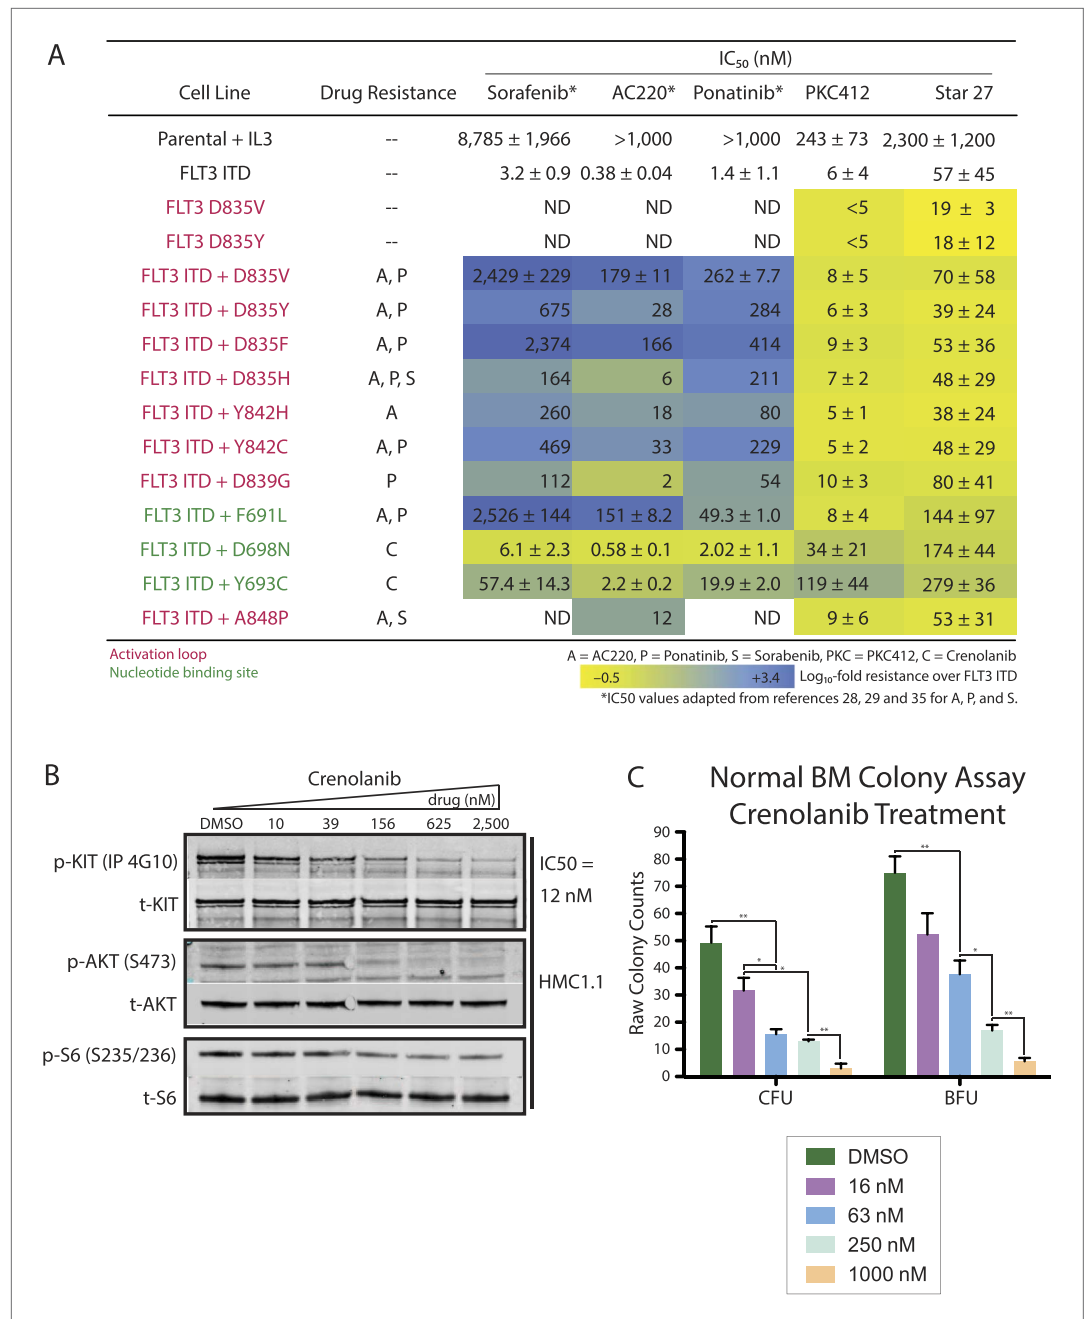 A
IC₅₀ (nM)
Cell Line Drug Resistance Sorafenib* AC220* Ponatinib* PKC412 Star 27
Parental + IL3 -- 8,785 ± 1,966 >1,000 >1,000 243 ± 73 2,300 ± 1,200
FLT3 ITD -- 3.2 ± 0.9 0.38 ± 0.04 1.4 ± 1.1 6 ± 4 57 ± 45
FLT3 D835V -- ND ND ND <5 19 ± 3
FLT3 D835Y -- ND ND ND <5 18 ± 12
FLT3 ITD + D835V A, P 2,429 ± 229 179 ± 11 262 ± 7.7 8 ± 5 70 ± 58
FLT3 ITD + D835Y A, P 675 28 284 6 ± 3 39 ± 24
FLT3 ITD + D835F A, P 2,374 166 414 9 ± 3 53 ± 36
FLT3 ITD + D835H A, P, S 164 6 211 7 ± 2 48 ± 29
FLT3 ITD + Y842H A 260 18 80 5 ± 1 38 ± 24
FLT3 ITD + Y842C A, P 469 33 229 5 ± 2 48 ± 29
FLT3 ITD + D839G P 112 2 54 10 ± 3 80 ± 41
FLT3 ITD + F691L A, P 2,526 ± 144 151 ± 8.2 49.3 ± 1.0 8 ± 4 144 ± 97
FLT3 ITD + D698N C 6.1 ± 2.3 0.58 ± 0.1 2.02 ± 1.1 34 ± 21 174 ± 44
FLT3 ITD + Y693C C 57.4 ± 14.3 2.2 ± 0.2 19.9 ± 2.0 119 ± 44 279 ± 36
FLT3 ITD + A848P A, S ND 12 ND 9 ± 6 53 ± 31
Activation loop
Nucleotide binding site
A = AC220, P = Ponatinib, S = Sorabenib, PKC = PKC412, C = Crenolanib
–0.5 +3.4 Log₁₀-fold resistance over FLT3 ITD
*IC50 values adapted from references 28, 29 and 35 for A, P, and S.
B
Crenolanib
drug (nM)
DMSO 10 39 156 625 2,500
p-KIT (IP 4G10)
t-KIT
p-AKT (S473)
t-AKT
p-S6 (S235/236)
t-S6
IC50 =
12 nM
HMC1.1
C
Normal BM Colony Assay
Crenolanib Treatment
Raw Colony Counts
90
80
70
60
50
40
30
20
10
0
** * * **
** * **
CFU BFU
DMSO
16 nM
63 nM
250 nM
1000 nM